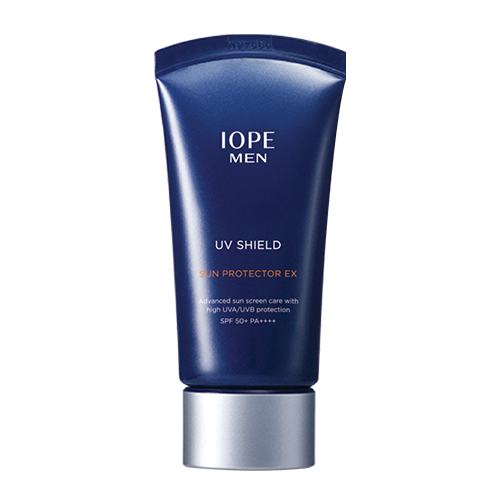 IOPE
MEN
UV SHIELD
SUN PROTECTOR EX
Advanced sun screen care with
high UVA/UVB protection
SPF 50+ PA++++